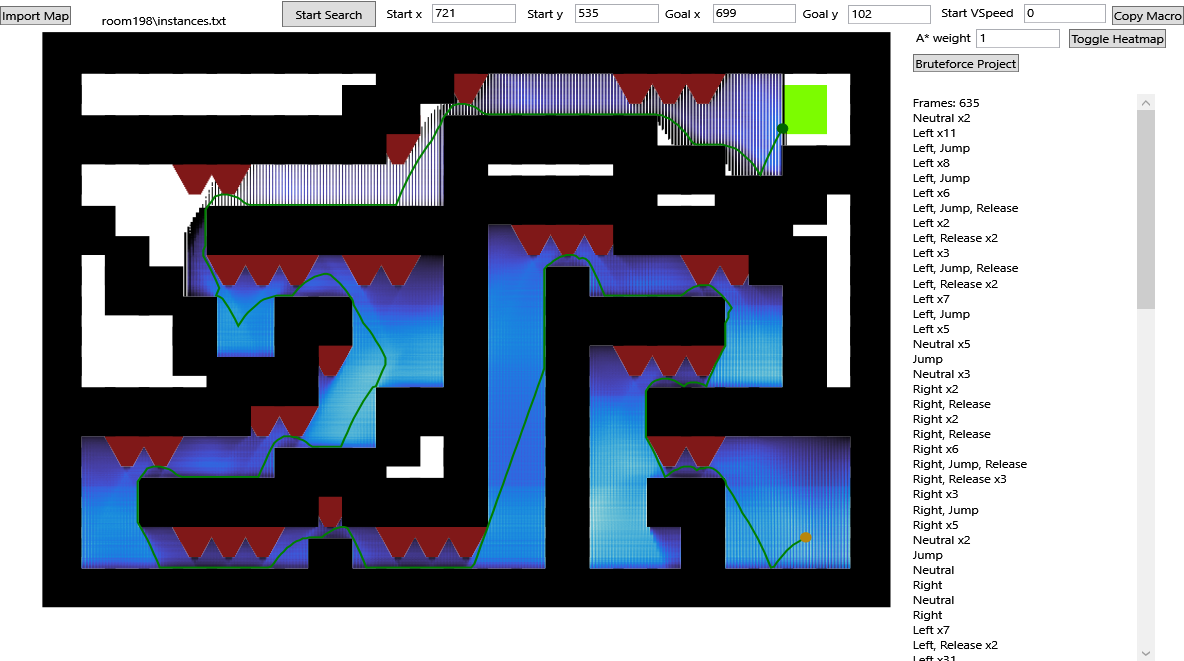 Import Map
room198\instances.txt
Start Search
Start x 721
Start y 535
Goal x 699
Goal y 102
Start VSpeed 0
Copy Macro
A* weight 1
Toggle Heatmap
Bruteforce Project
Frames: 635
Neutral x2
Left x11
Left, Jump
Left x8
Left, Jump
Left x6
Left, Jump, Release
Left x2
Left, Release x2
Left x3
Left, Jump, Release
Left, Release x2
Left x7
Left, Jump
Left x5
Neutral x5
Jump
Neutral x3
Right x2
Right, Release
Right x2
Right, Release
Right x6
Right, Jump, Release
Right, Release x3
Right x3
Right, Jump
Right x5
Neutral x2
Jump
Neutral
Right
Neutral
Right
Left x7
Left, Release x2
Left x31